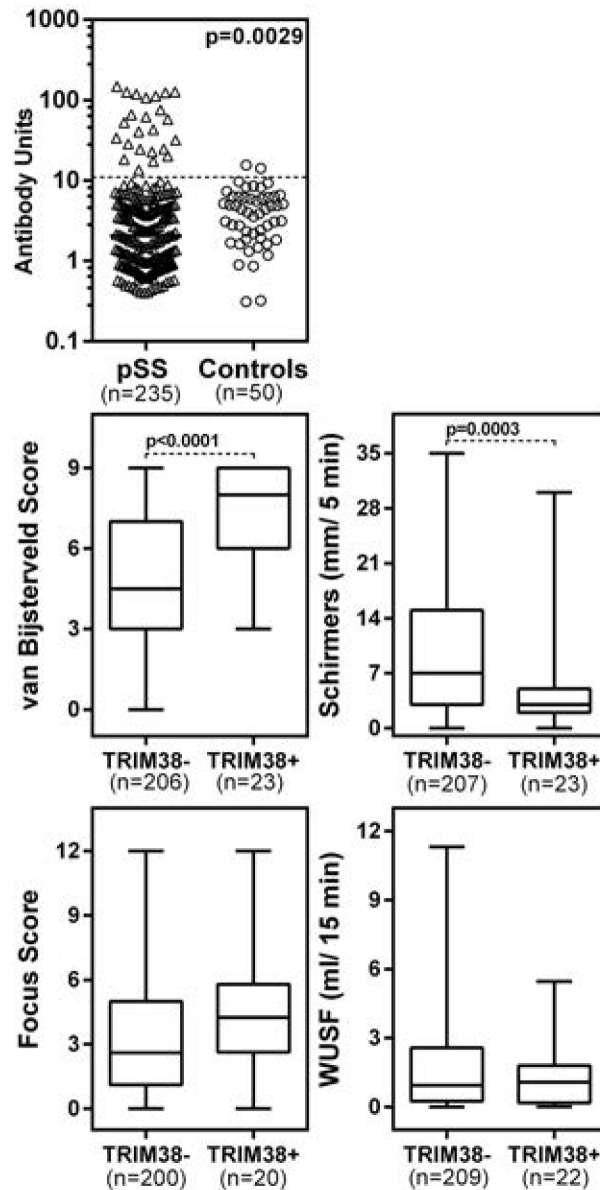 1000
p=0.0029
100
10
1
0.1
Antibody Units
pSS Controls
(n=235) (n=50)
p<0.0001
9
6
3
0
van Bijsterveld Score
TRIM38- TRIM38+
(n=206) (n=23)
p=0.0003
35
28
21
14
7
0
Schirmers (mm/ 5 min)
TRIM38- TRIM38+
(n=207) (n=23)
12
9
6
3
0
Focus Score
TRIM38- TRIM38+
(n=200) (n=20)
12
9
6
3
0
WUSF (ml/ 15 min)
TRIM38- TRIM38+
(n=209) (n=22)